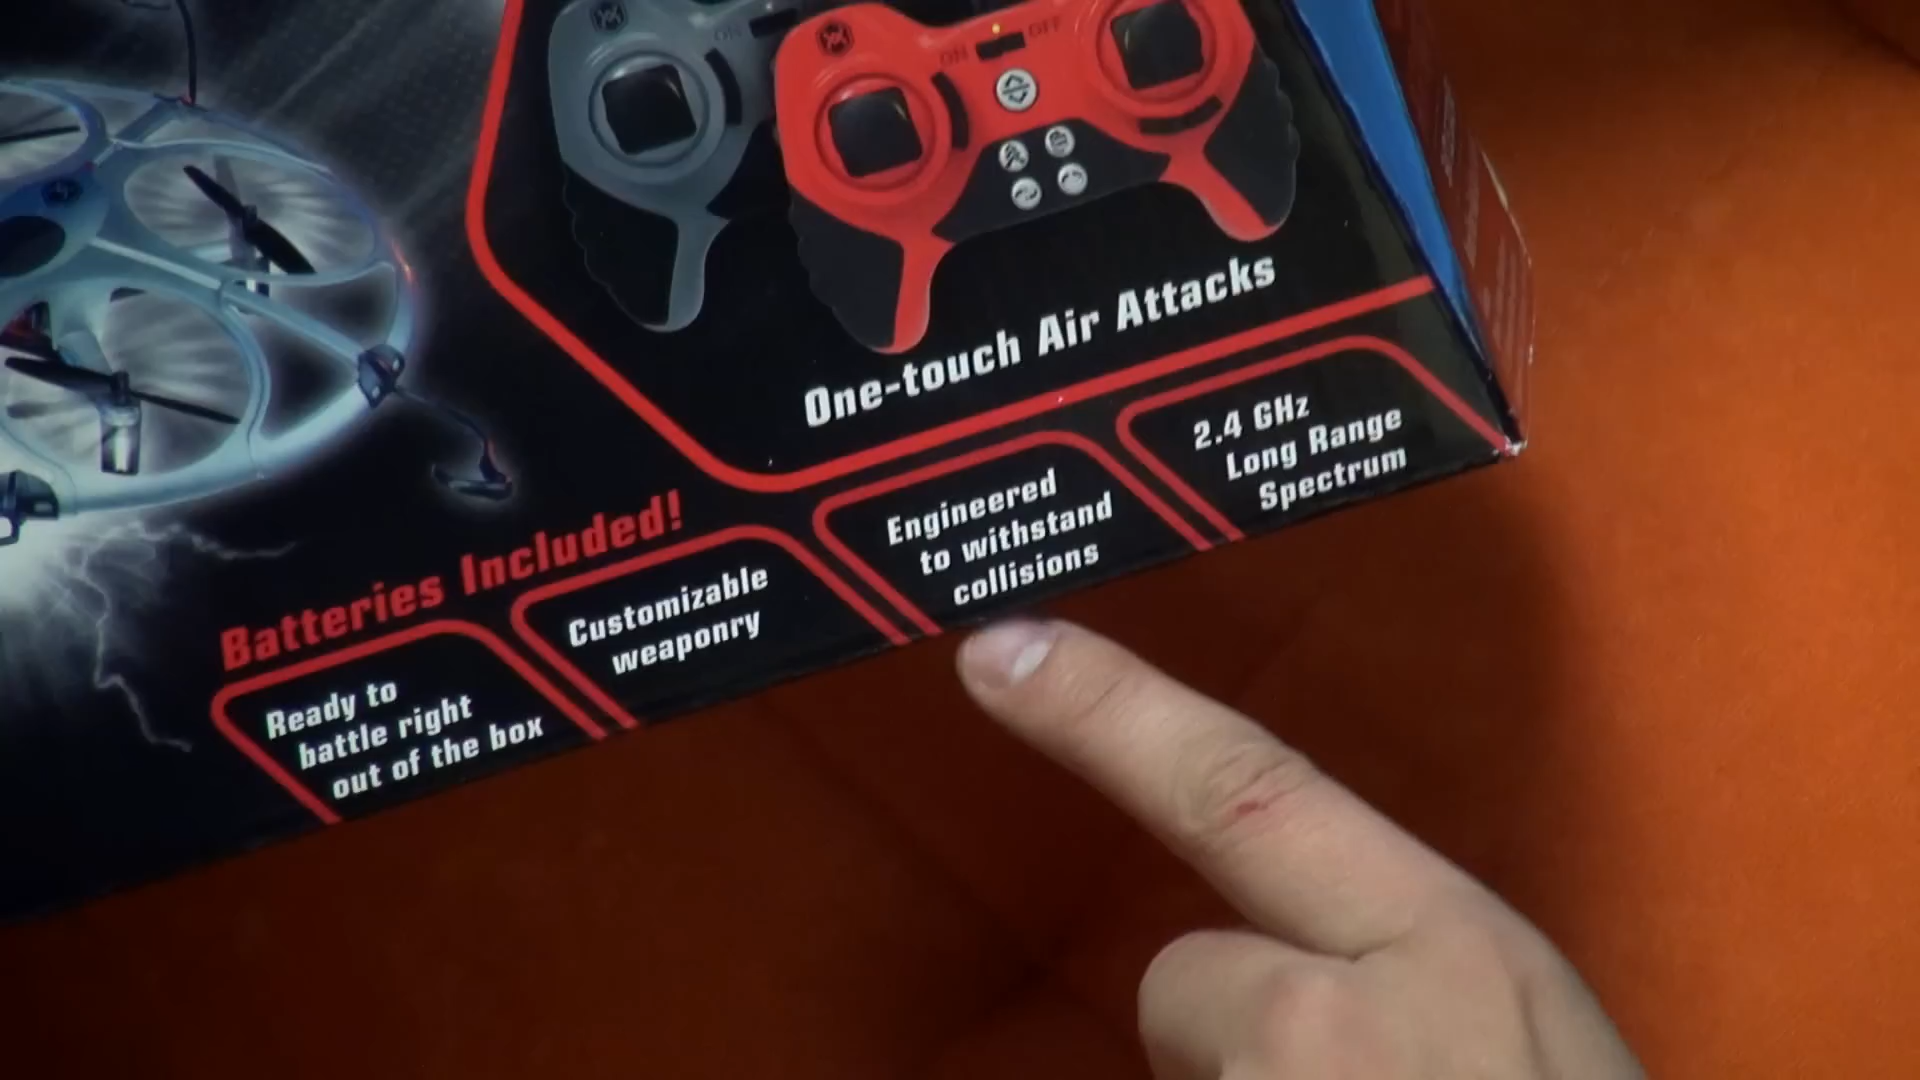 ON
ON
OFF
One-touch Air Attacks
Batteries Included!
Ready to
battle right
out of the box
Customizable
weaponry
Engineered
to withstand
collisions
2.4 GHz
Long Range
Spectrum